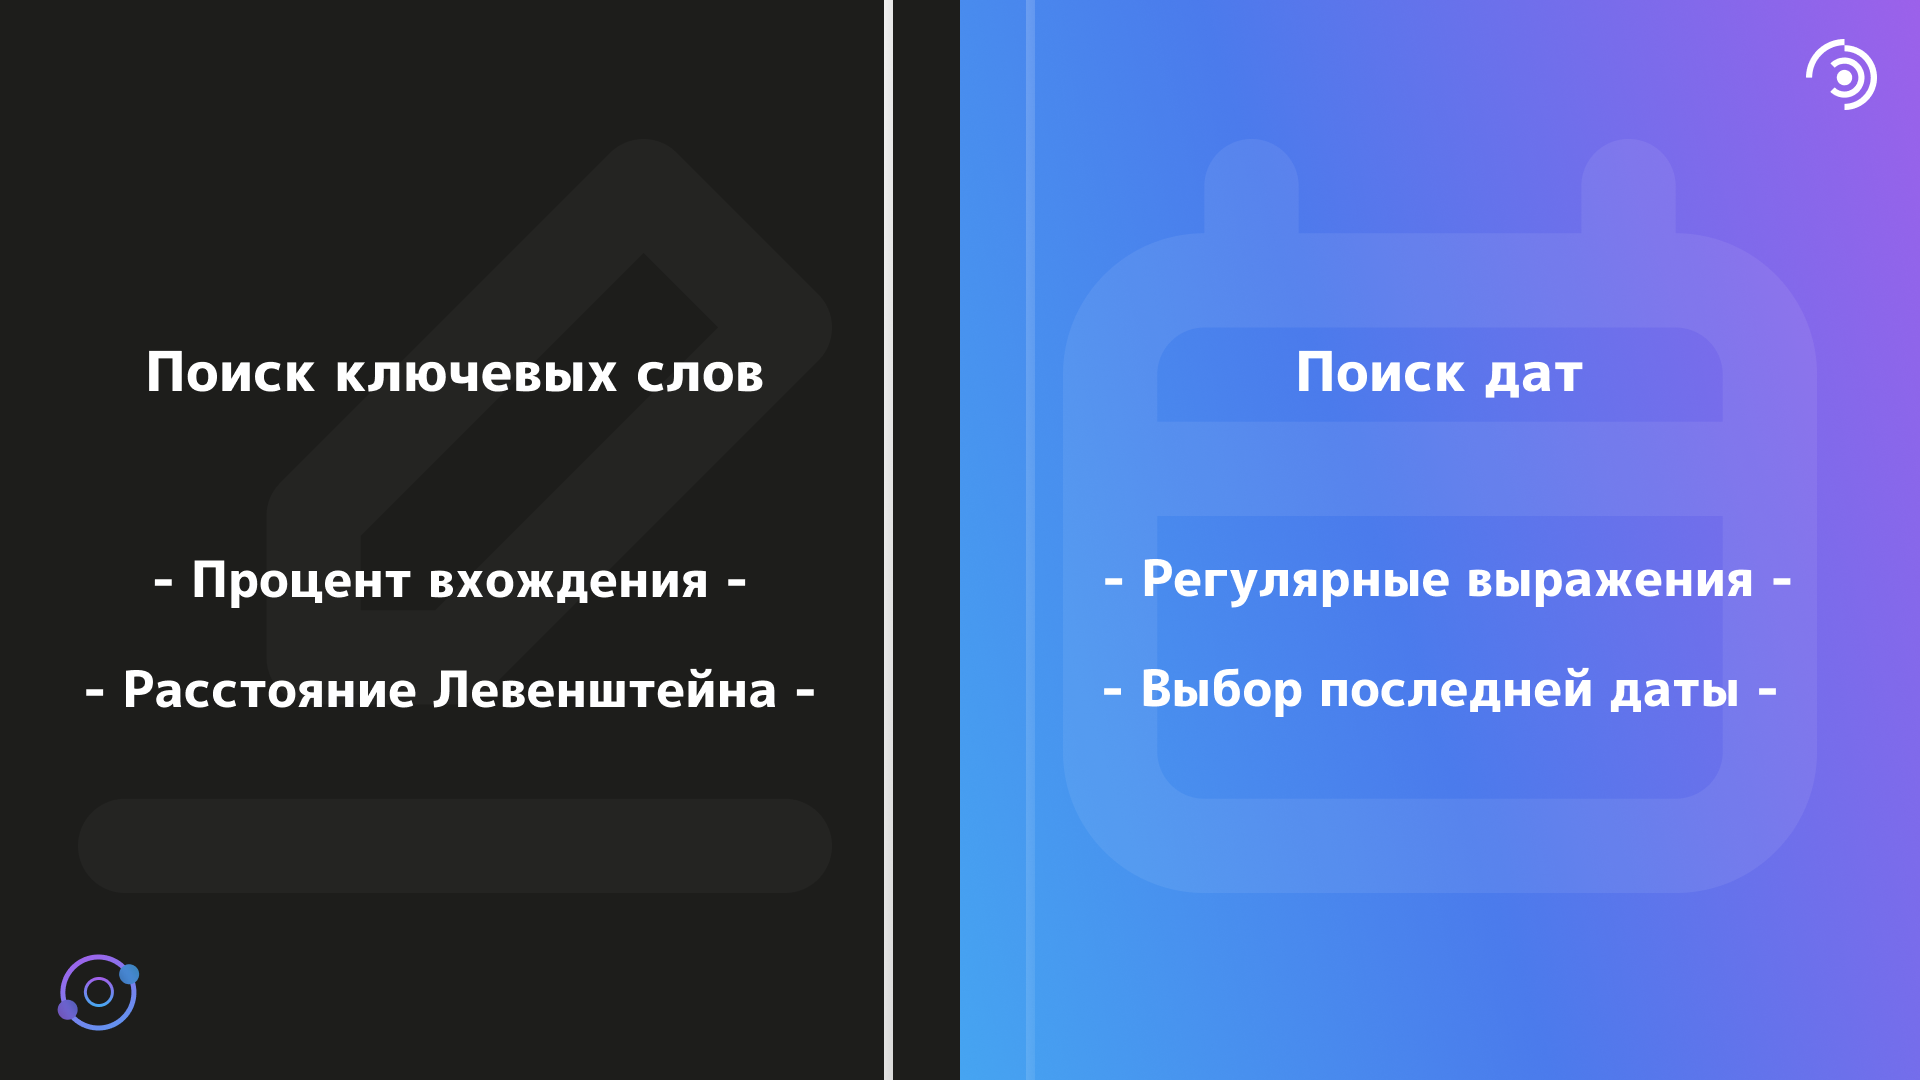 Поиск ключевых слов
- Процент вхождения -
- Расстояние Левенштейна -
Поиск дат
- Регулярные выражения -
- Выбор последней даты -